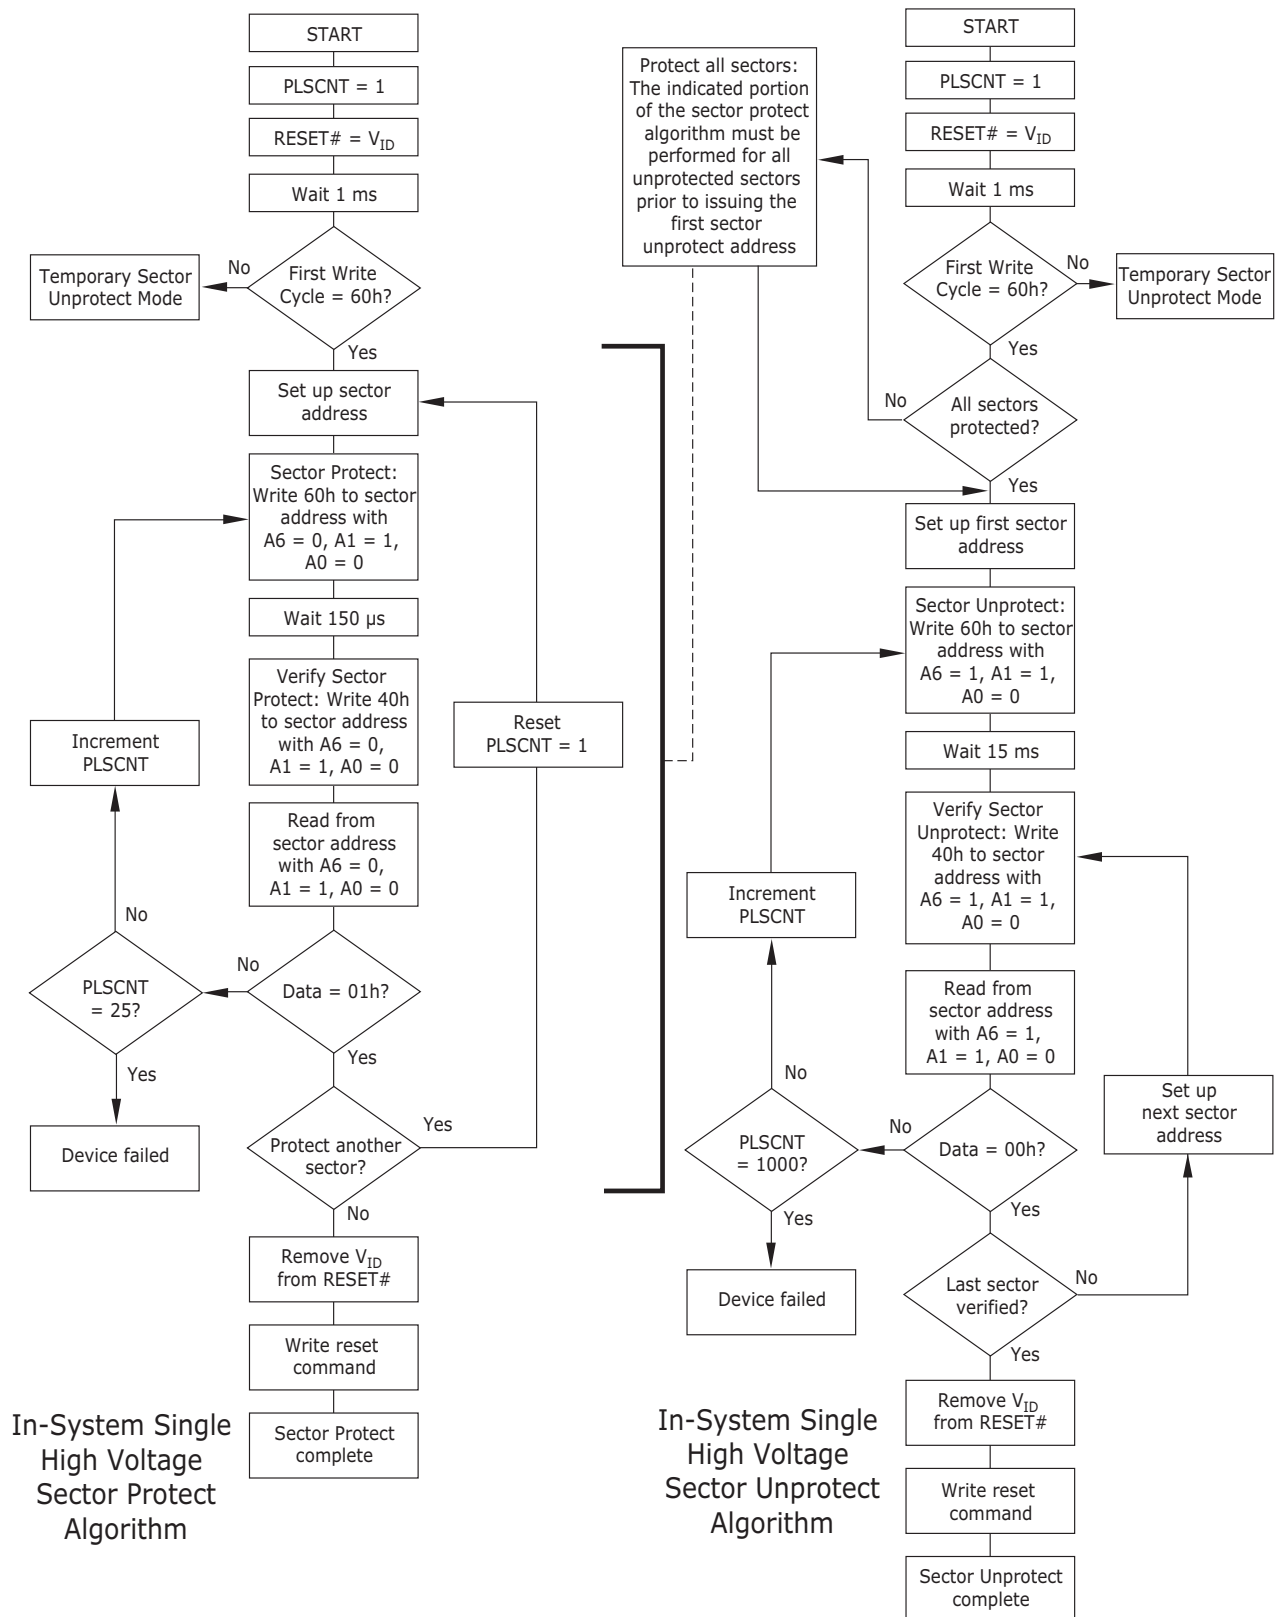 START
PLSCNT = 1
RESET# = VID
Wait 1 ms
First Write
Cycle = 60h?
No
Temporary Sector
Unprotect Mode
Yes
Set up sector
address
Sector Protect:
Write 60h to sector
address with
A6 = 0, A1 = 1,
A0 = 0
Wait 150 µs
Verify Sector
Protect: Write 40h
to sector address
with A6 = 0,
A1 = 1, A0 = 0
Read from
sector address
with A6 = 0,
A1 = 1, A0 = 0
Data = 01h?
No
PLSCNT
= 25?
No
Increment
PLSCNT
Yes
Device failed
Yes
Protect another
sector?
Yes
Reset
PLSCNT = 1
No
Remove VID
from RESET#
Write reset
command
Sector Protect
complete
In-System Single
High Voltage
Sector Protect
Algorithm
Protect all sectors:
The indicated portion
of the sector protect
algorithm must be
performed for all
unprotected sectors
prior to issuing the
first sector
unprotect address
START
PLSCNT = 1
RESET# = VID
Wait 1 ms
First Write
Cycle = 60h?
No
Temporary Sector
Unprotect Mode
Yes
All sectors
protected?
No
Yes
Set up first sector
address
Sector Unprotect:
Write 60h to sector
address with
A6 = 1, A1 = 1,
A0 = 0
Wait 15 ms
Verify Sector
Unprotect: Write
40h to sector
address with
A6 = 1, A1 = 1,
A0 = 0
Read from
sector address
with A6 = 1,
A1 = 1, A0 = 0
Data = 00h?
No
PLSCNT
= 1000?
No
Increment
PLSCNT
Yes
Device failed
Yes
Last sector
verified?
No
Set up
next sector
address
Yes
Remove VID
from RESET#
Write reset
command
Sector Unprotect
complete
In-System Single
High Voltage
Sector Unprotect
Algorithm